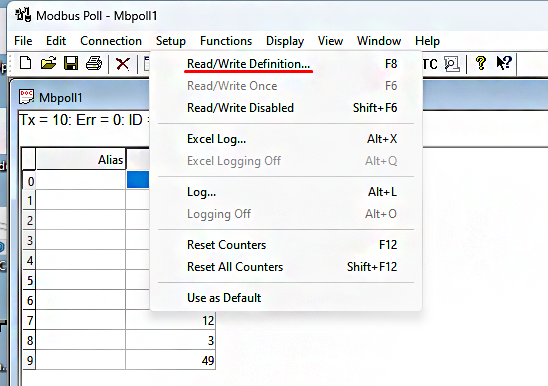 Modbus Poll - Mbpoll1
File Edit Connection Setup Functions Display View Window Help
Read/Write Definition... F8
TC
Read/Write Once F6
Mbpoll1
Read/Write Disabled Shift+F6
Tx = 10: Err = 0: ID =
Excel Log... Alt+X
Alias
Excel Logging Off Alt+Q
0
1
Log... Alt+L
2
Logging Off Alt+O
3
4
Reset Counters F12
5
Reset All Counters Shift+F12
6
Use as Default
7 12
8 3
9 49